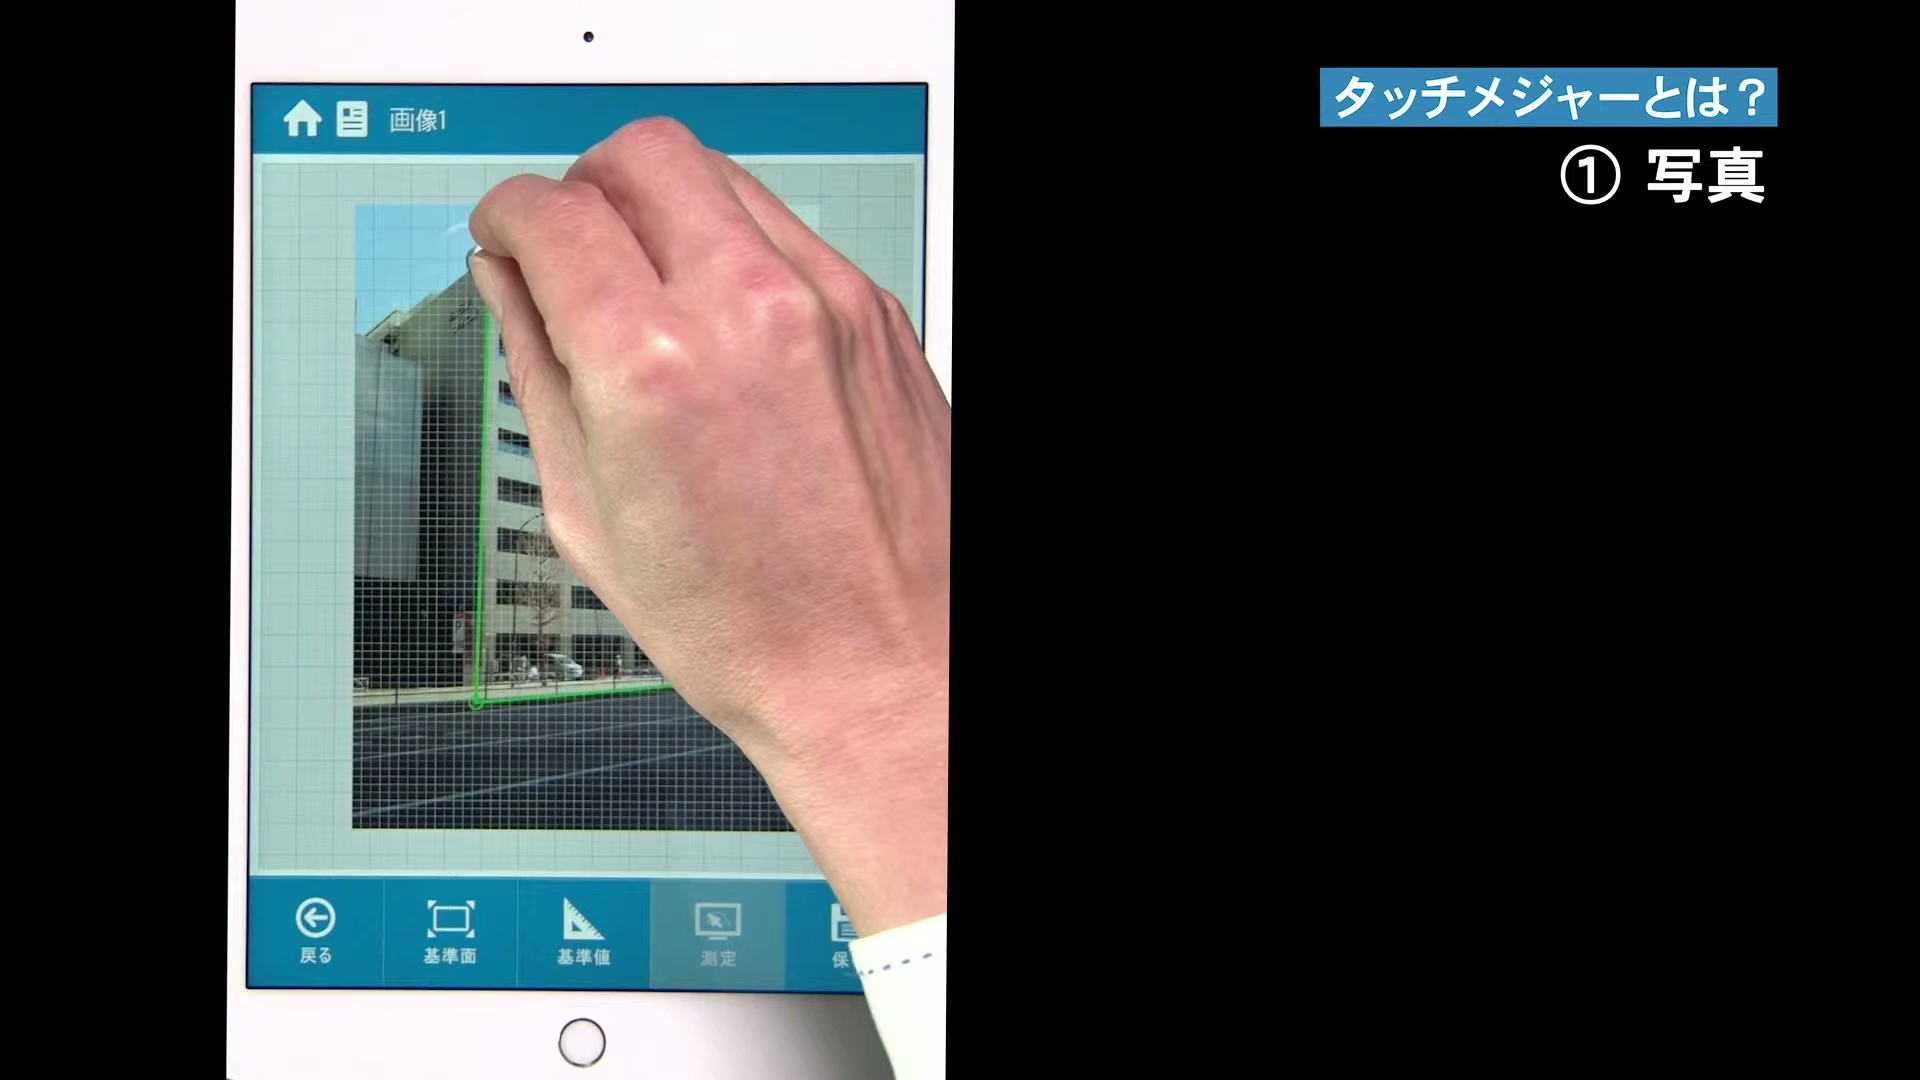 タッチメジャーとは？
① 写真
画像1
戻る
基準面
基準値
測定
保